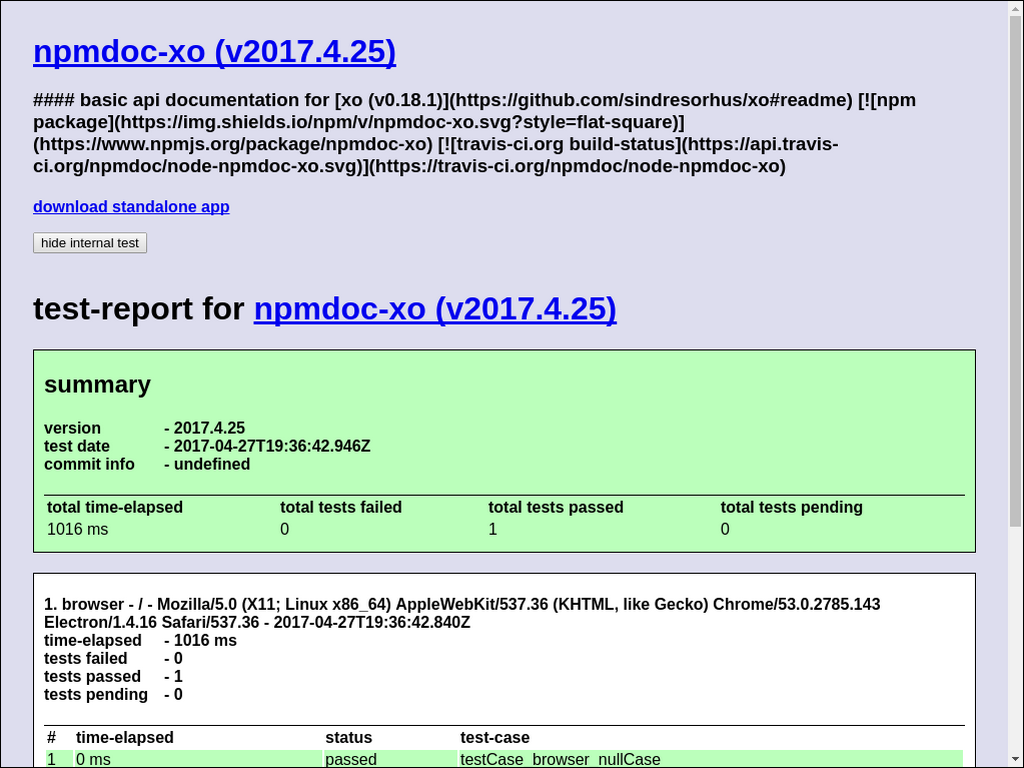 npmdoc-xo (v2017.4.25)
#### basic api documentation for [xo (v0.18.1)](https://github.com/sindresorhus/xo#readme) [![npm
package](https://img.shields.io/npm/v/npmdoc-xo.svg?style=flat-square)]
(https://www.npmjs.org/package/npmdoc-xo) [![travis-ci.org build-status](https://api.travis-
ci.org/npmdoc/node-npmdoc-xo.svg)](https://travis-ci.org/npmdoc/node-npmdoc-xo)
download standalone app
hide internal test
test-report for npmdoc-xo (v2017.4.25)
summary
version - 2017.4.25
test date - 2017-04-27T19:36:42.946Z
commit info - undefined
total time-elapsed total tests failed total tests passed total tests pending
1016 ms 0 1 0
1. browser - / - Mozilla/5.0 (X11; Linux x86_64) AppleWebKit/537.36 (KHTML, like Gecko) Chrome/53.0.2785.143
Electron/1.4.16 Safari/537.36 - 2017-04-27T19:36:42.840Z
time-elapsed - 1016 ms
tests failed - 0
tests passed - 1
tests pending - 0
# time-elapsed status test-case
1 0 ms passed testCase_browser_nullCase